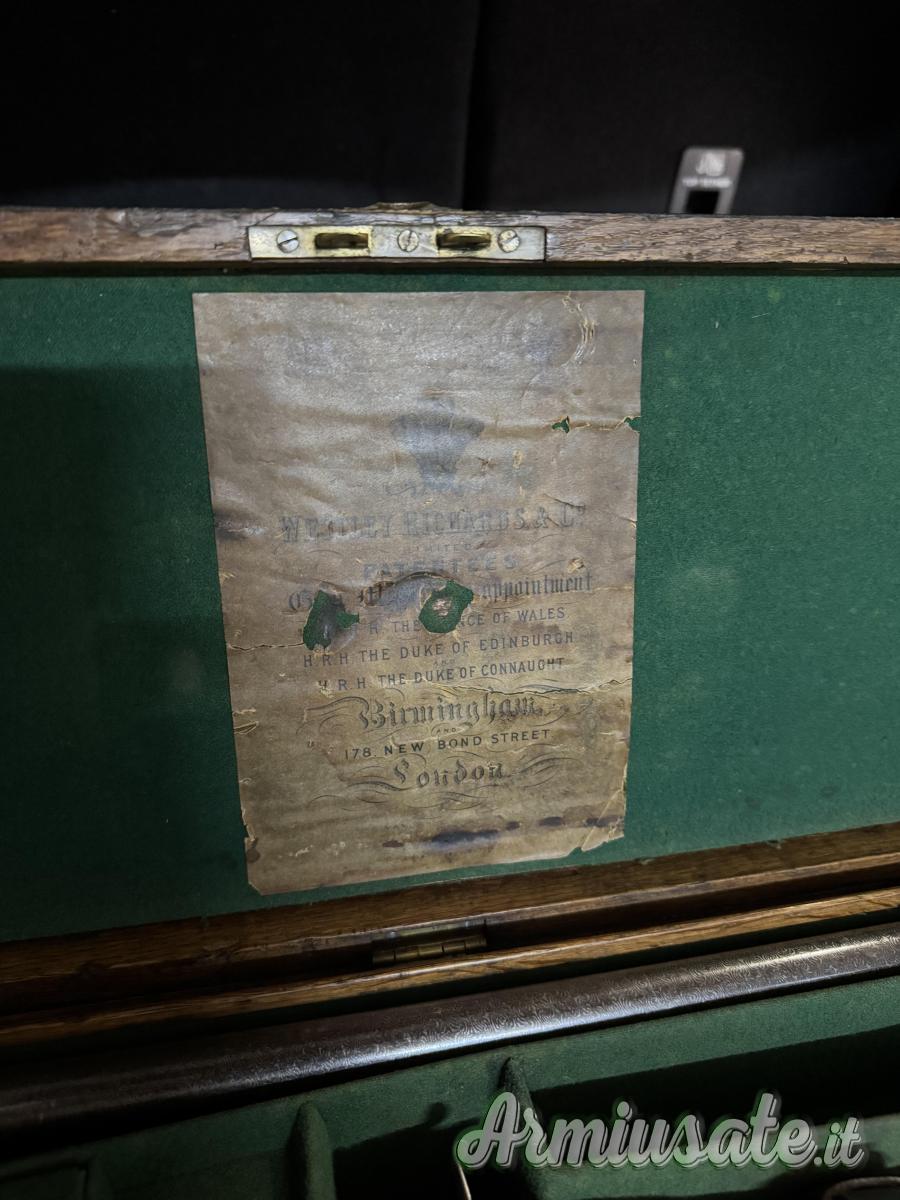 WESTLEY RICHARDS & Co
LIMITED
PATENTEES
appointment
H. THE PRINCE OF WALES
H.R.H THE DUKE OF EDINBURGH
AND
H.R.H THE DUKE OF CONNAUGHT
Birmingham
AND
178, NEW BOND STREET
London
Armiusate.it